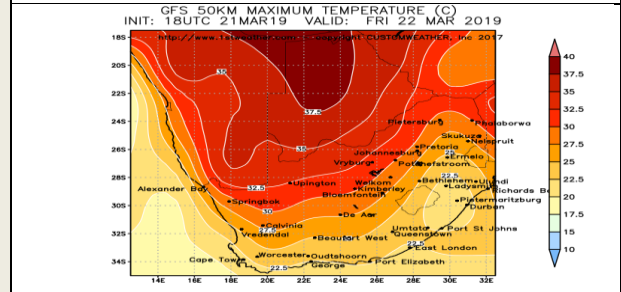 GFS 50KM MAXIMUM TEMPERATURE (C)
INIT: 18UTC 21MAR19 VALID: FRI 22 MAR 2019
CUSTOMWEATHER, Inc 2017
18S
20S
22S
24S
26S
28S
30S
32S
34S
14E 16E 18E 20E 22E 24E 26E 28E 30E 32E
35
37.5
35
32.5
30
25
22.5
22.5
22.5
Pietersburg
Phalaborwa
Skukuza
Nelspruit
Pretoria
Johannesburg
Ermelo
Vryburg
Potchefstroom
Upington
Welkom
Bethlehem
Ulundi
Alexander Bay
Kimberley
Ladysmith
Richards Ba
Springbok
Bloemfontein
Pietermaritzburg
Durban
De Aar
Calvinia
Vredendal
Beaufort West
Umtata
Port St Johns
Queenstown
East London
Cape Town
Worcester
Oudtshoorn
George
Port Elizabeth
40
37.5
35
32.5
30
27.5
25
22.5
20
17.5
15
10